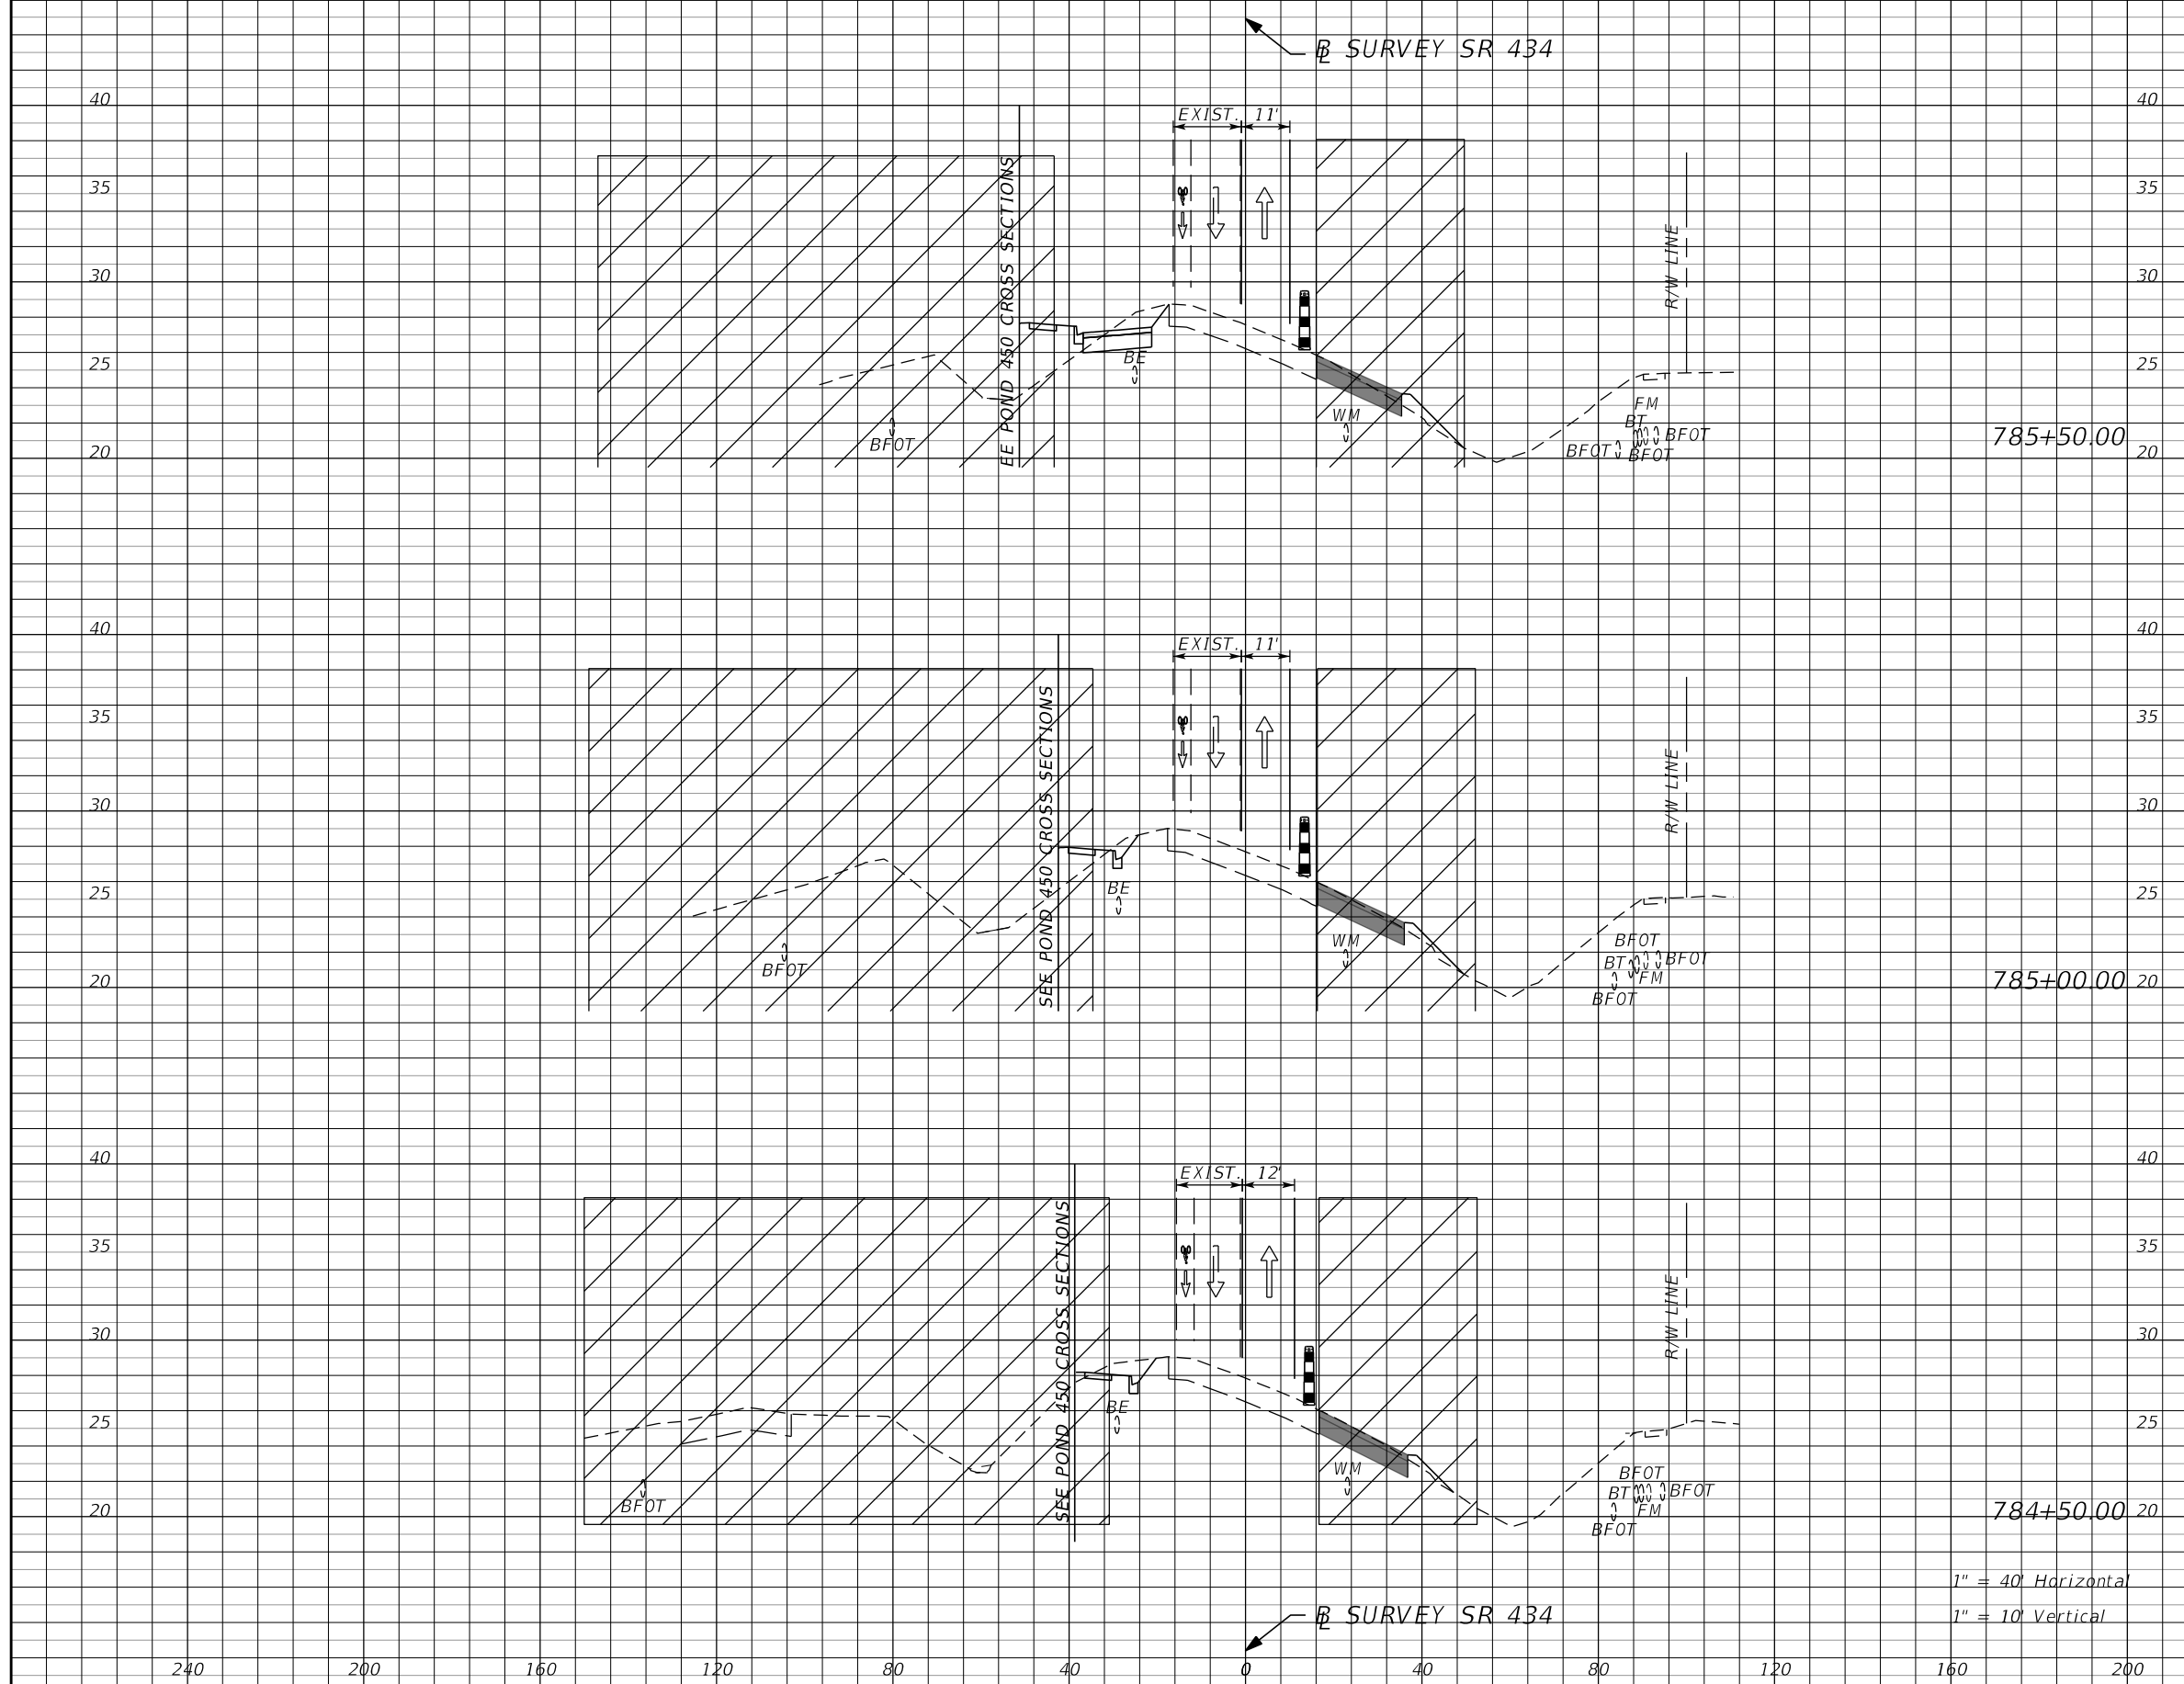 ℄ SURVEY SR 434
40 40
EXIST. 11'
35 35
EE POND 450 CROSS SECTIONS
R/W LINE
30 30
25 25
BE
WM
FM
BT
BFOT
BFOT
BFOT
BFOT
785+50.00
20 20
40 40
EXIST. 11'
35 35
SEE POND 450 CROSS SECTIONS
R/W LINE
30 30
25 25
BE
WM
BFOT
BFOT
BT
BFOT
FM
BFOT
785+00.00
20 20
40 40
EXIST. 12'
35 35
SEE POND 450 CROSS SECTIONS
R/W LINE
30 30
25 25
BE
WM
BFOT
BFOT
BT
BFOT
FM
BFOT
784+50.00
20 20
1" = 40' Horizontal
1" = 10' Vertical
℄ SURVEY SR 434
240 200 160 120 80 40 0 40 80 120 160 200